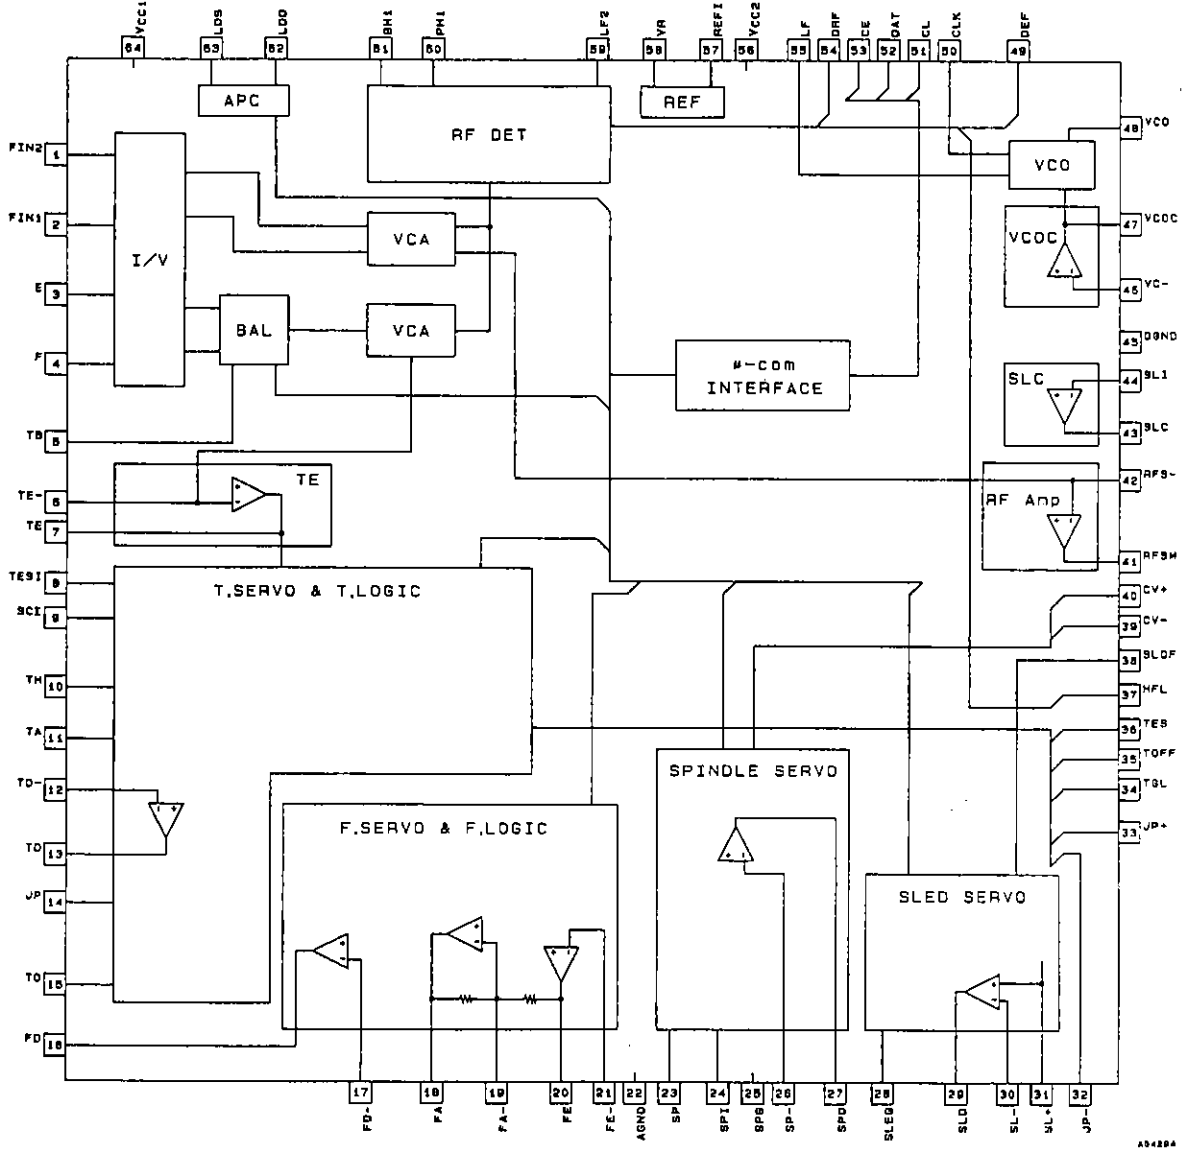 VCC1 LDS LDD BH1 PH1 LF2 VR REFI VCC2 LF DRF CE DAT CL CLK DEF
64 63 62 61 60 59 58 57 56 55 54 53 52 51 50 49
APC
REF
RF DET
FIN2 1
48 VCO
VCO
FIN1 2
VCA
VCOC
47 VCOC
I/V
E 3
46 VC-
BAL
VCA
45 DGND
F 4
μ-com
INTERFACE
SLC
44 SLI
TB 5
43 SLC
TE
TE- 6
42 RFS-
RF Amp
TE 7
41 RFSM
TESI 8
T.SERVO & T.LOGIC
40 CV+
SCI 9
39 CV-
38 SLOF
TH 10
37 HFL
TA 11
36 TES
35 TOFF
SPINDLE SERVO
TD- 12
34 TGL
F.SERVO & F.LOGIC
33 JP+
TD 13
JP 14
SLED SERVO
TO 15
FD 16
17 18 19 20 21 22 23 24 25 26 27 28 29 30 31 32
FD- FA FA- FE FE- AGND SP SPI SPG SP- SPD SLEQ SLD SL- SL+ JP-